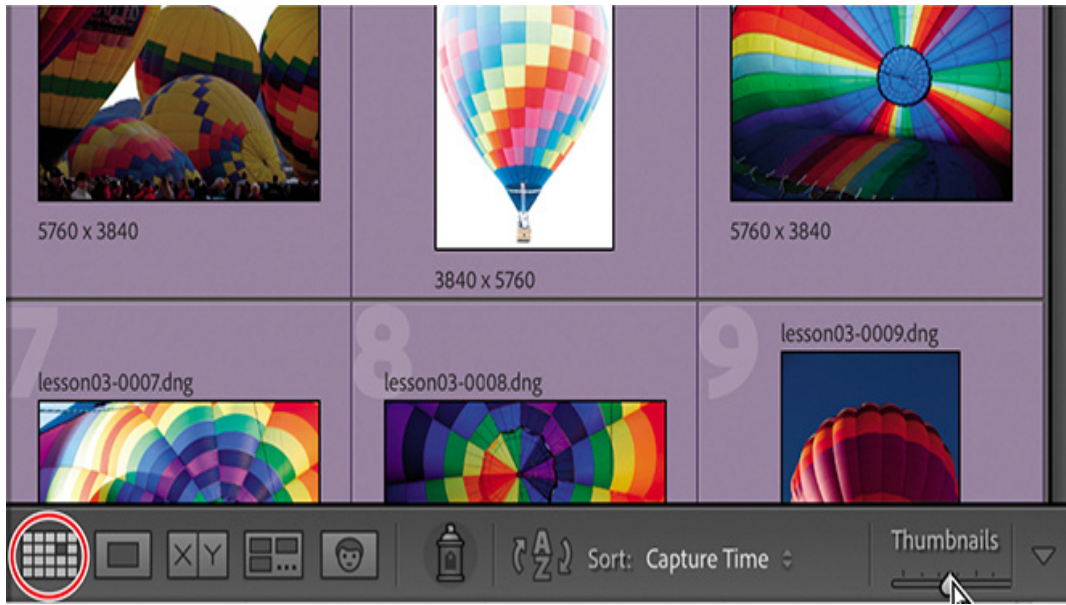 5760 x 3840
3840 x 5760
5760 x 3840
7
8
9
lesson03-0007.dng
lesson03-0008.dng
lesson03-0009.dng
X Y
A
Z
Sort: Capture Time
Thumbnails